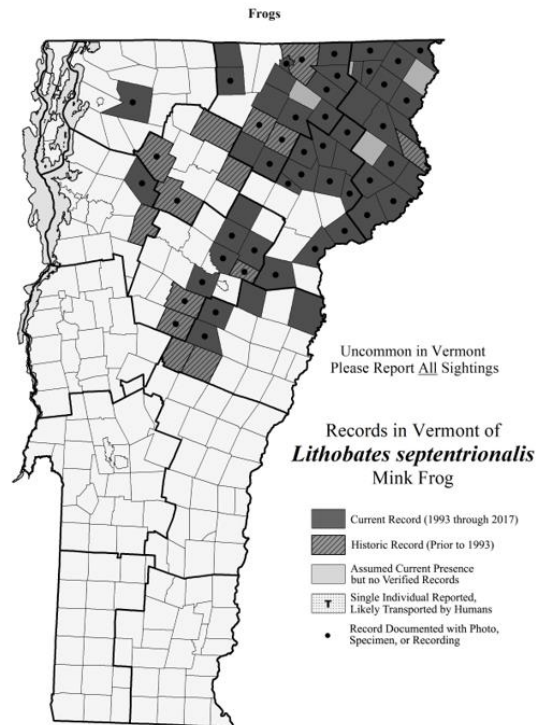 Frogs
Uncommon in Vermont
Please Report All Sightings
Records in Vermont of
Lithobates septentrionalis
Mink Frog
Current Record (1993 through 2017)
Historic Record (Prior to 1993)
Assumed Current Presence
but no Verified Records
T
Single Individual Reported,
Likely Transported by Humans
Record Documented with Photo,
Specimen, or Recording